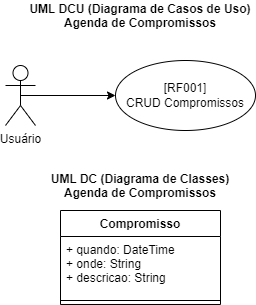 UML DCU (Diagrama de Casos de Uso)
Agenda de Compromissos
[RF001]
CRUD Compromissos
Usuário
UML DC (Diagrama de Classes)
Agenda de Compromissos
Compromisso
+ quando: DateTime
+ onde: String
+ descricao: String